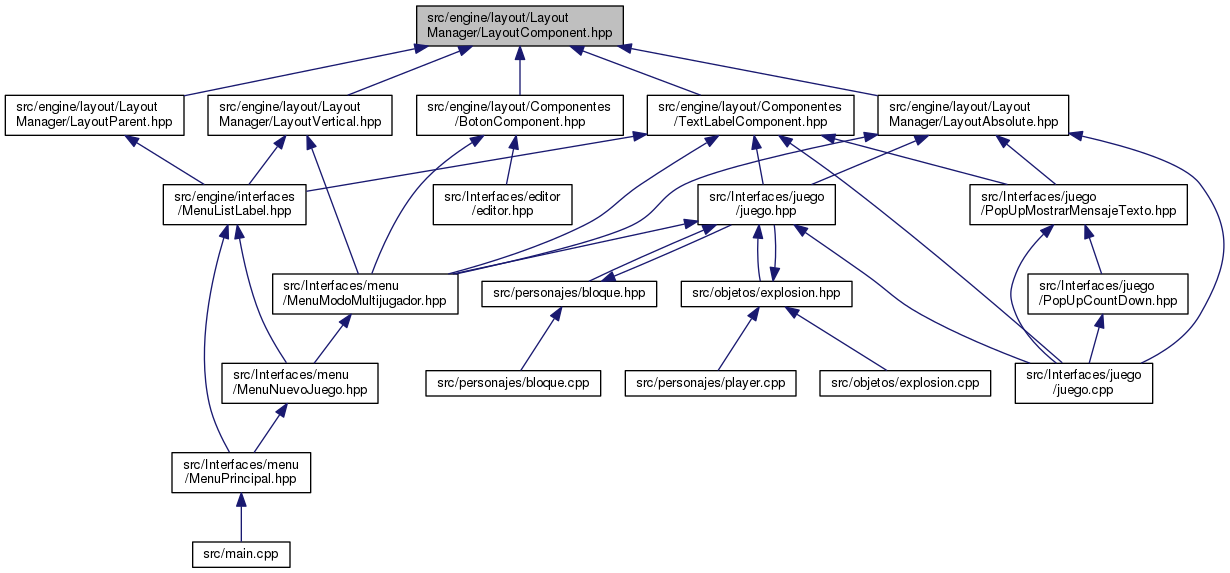 src/engine/layout/Layout
Manager/LayoutComponent.hpp
src/engine/layout/Layout
Manager/LayoutParent.hpp
src/engine/layout/Layout
Manager/LayoutVertical.hpp
src/engine/layout/Componentes
/BotonComponent.hpp
src/engine/layout/Componentes
/TextLabelComponent.hpp
src/engine/layout/Layout
Manager/LayoutAbsolute.hpp
src/engine/interfaces
/MenuListLabel.hpp
src/Interfaces/editor
/editor.hpp
src/Interfaces/juego
/juego.hpp
src/Interfaces/juego
/PopUpMostrarMensajeTexto.hpp
src/Interfaces/menu
/MenuModoMultijugador.hpp
src/personajes/bloque.hpp
src/objetos/explosion.hpp
src/Interfaces/juego
/PopUpCountDown.hpp
src/Interfaces/menu
/MenuNuevoJuego.hpp
src/personajes/bloque.cpp
src/personajes/player.cpp
src/objetos/explosion.cpp
src/Interfaces/juego
/juego.cpp
src/Interfaces/menu
/MenuPrincipal.hpp
src/main.cpp